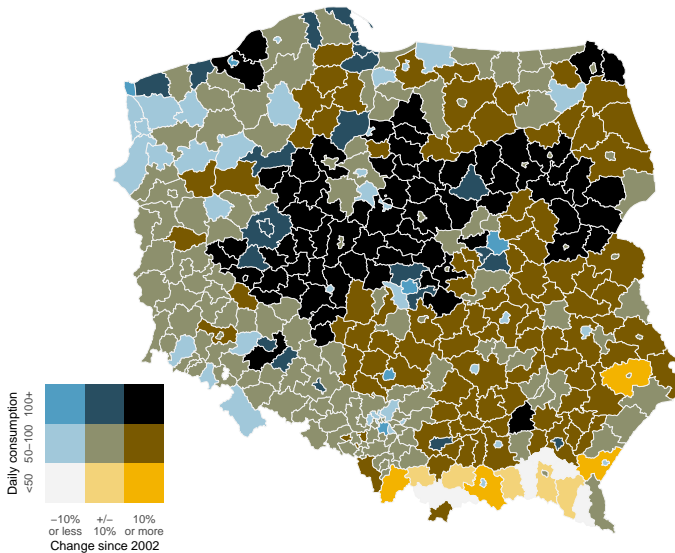 Daily consumption
100+
50–100
<50
−10%
or less
+/−
10%
10%
or more
Change since 2002